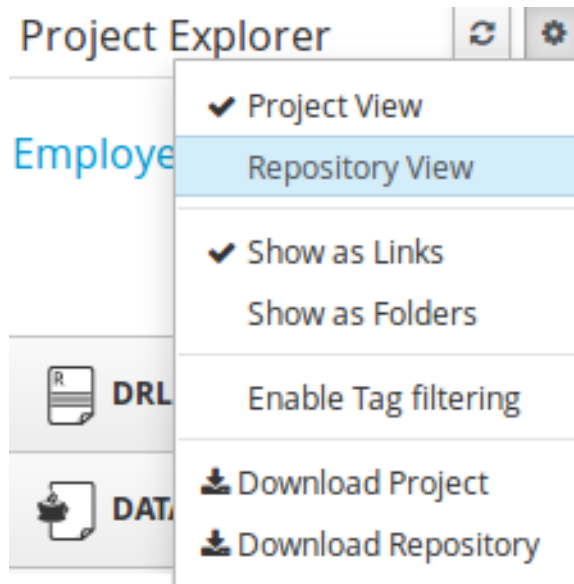 Project Explorer
Project View
Employe
Repository View
Show as Links
Show as Folders
R
DRL
Enable Tag filtering
Download Project
DATA
Download Repository